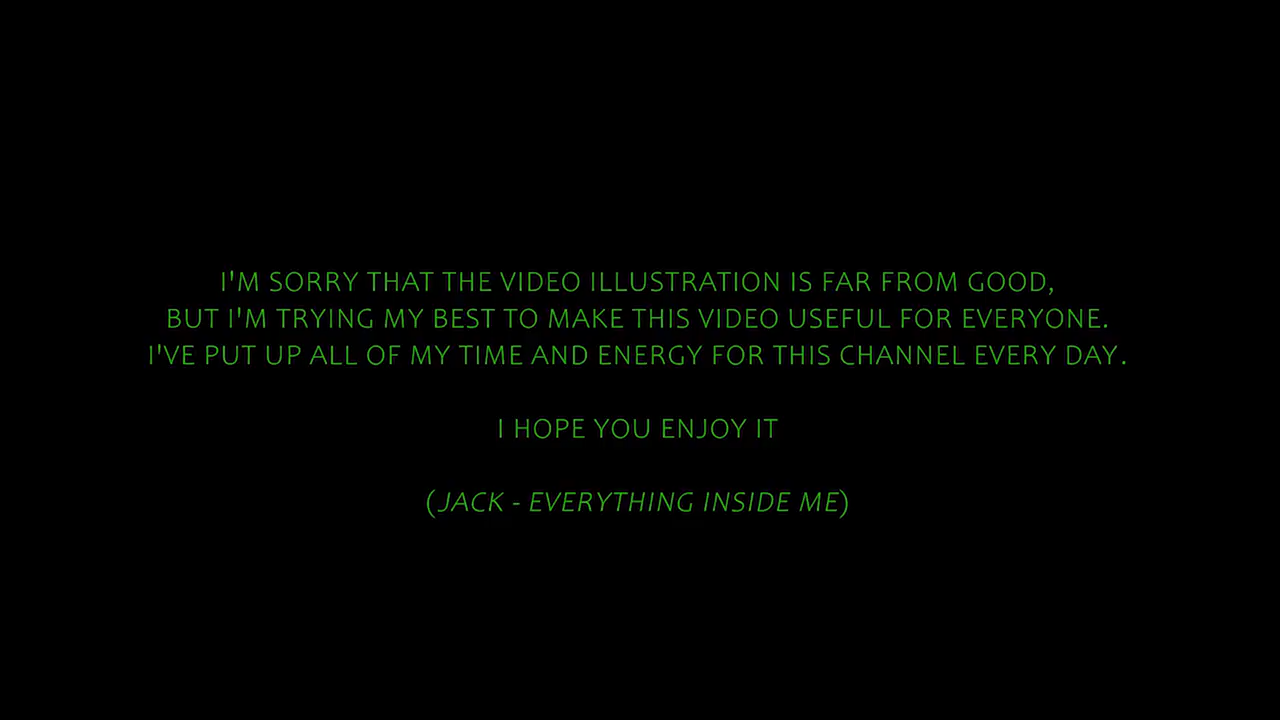 I'M SORRY THAT THE VIDEO ILLUSTRATION IS FAR FROM GOOD,
BUT I'M TRYING MY BEST TO MAKE THIS VIDEO USEFUL FOR EVERYONE.
I'VE PUT UP ALL OF MY TIME AND ENERGY FOR THIS CHANNEL EVERY DAY.
I HOPE YOU ENJOY IT
(JACK - EVERYTHING INSIDE ME)